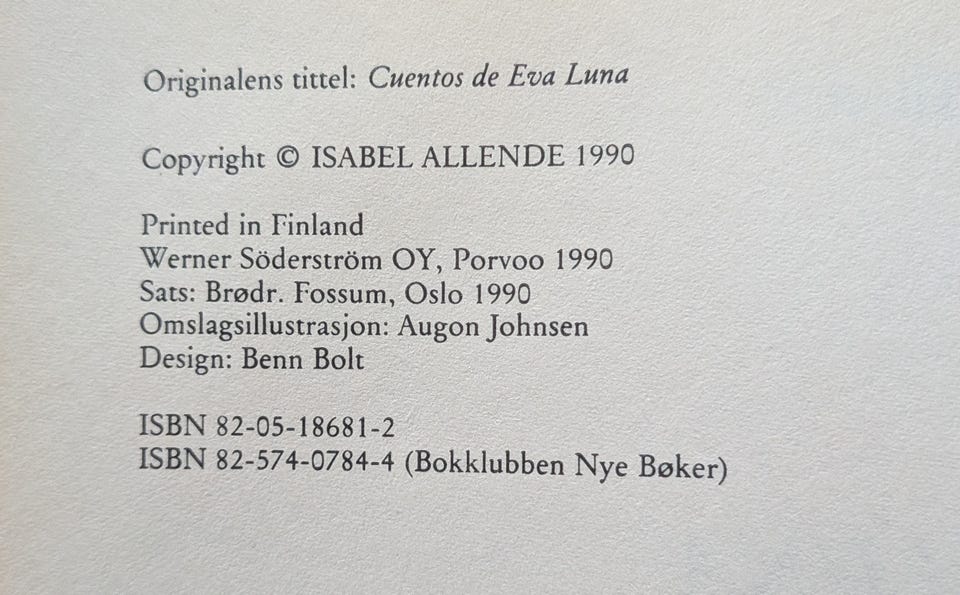 Originalens tittel: Cuentos de Eva Luna
Copyright © ISABEL ALLENDE 1990
Printed in Finland
Werner Söderström OY, Porvoo 1990
Sats: Brødr. Fossum, Oslo 1990
Omslagsillustrasjon: Augon Johnsen
Design: Benn Bolt
ISBN 82-05-18681-2
ISBN 82-574-0784-4 (Bokklubben Nye Bøker)